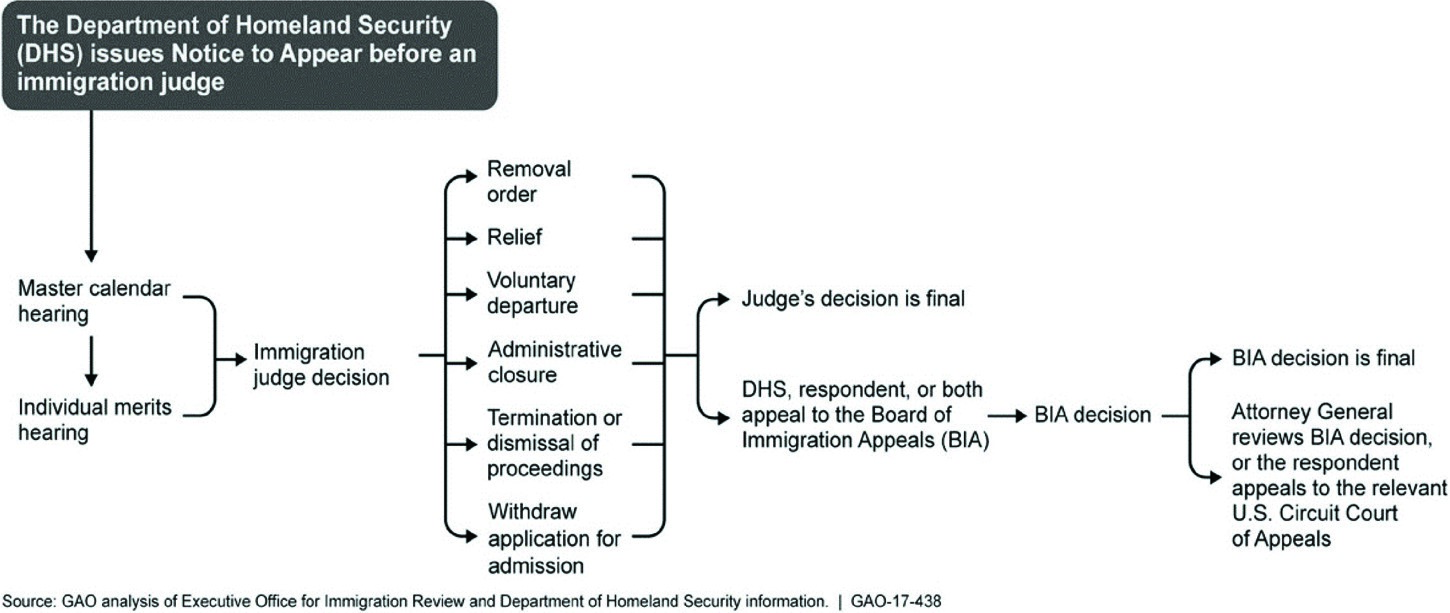 The Department of Homeland Security
(DHS) issues Notice to Appear before an
immigration judge
Master calendar
hearing
Individual merits
hearing
Immigration
judge decision
Removal
order
Relief
Voluntary
departure
Administrative
closure
Termination or
dismissal of
proceedings
Withdraw
application for
admission
Judge's decision is final
DHS, respondent, or both
appeal to the Board of
Immigration Appeals (BIA)
BIA decision
BIA decision is final
Attorney General
reviews BIA decision,
or the respondent
appeals to the relevant
U.S. Circuit Court
of Appeals
Source: GAO analysis of Executive Office for Immigration Review and Department of Homeland Security information. | GAO-17-438